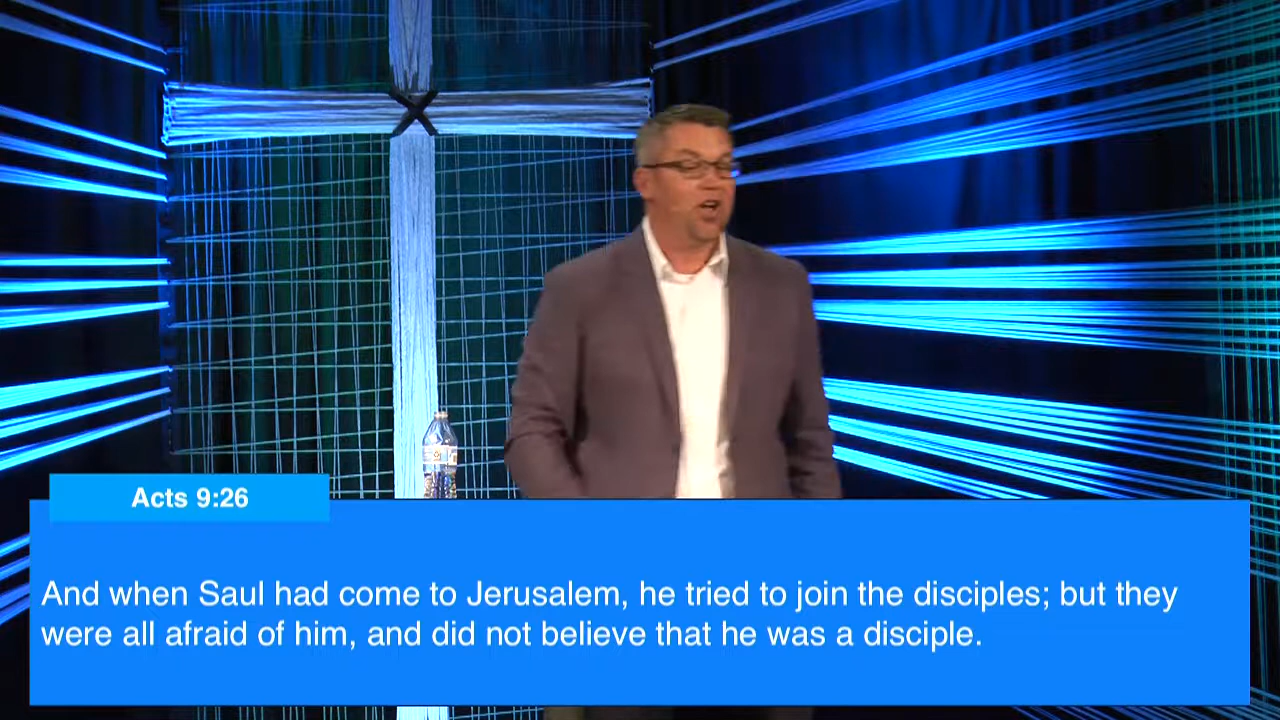 Acts 9:26
And when Saul had come to Jerusalem, he tried to join the disciples; but they
were all afraid of him, and did not believe that he was a disciple.